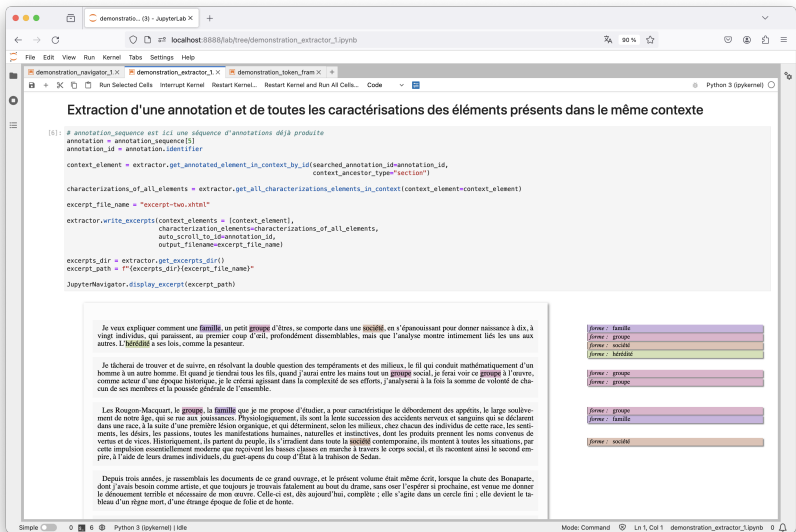 demonstratio... (3) - JupyterLab
localhost:8888/lab/tree/demonstration_extractor_1.ipynb
90 %
File Edit View Run Kernel Tabs Settings Help
demonstration_navigator_1.
demonstration_extractor_1.
demonstration_token_fram
Run Selected Cells Interrupt Kernel Restart Kernel... Restart Kernel and Run All Cells... Code
Python 3 (ipykernel)
Extraction d'une annotation et de toutes les caractérisations des éléments présents dans le même contexte
[6]: # annotation_sequence est ici une séquence d'annotations déjà produite
annotation = annotation_sequence[5]
annotation_id = annotation.identifier
context_element = extractor.get_annotated_element_in_context_by_id(searched_annotation_id=annotation_id,
context_ancestor_type="section")
characterizations_of_all_elements = extractor.get_all_characterizations_elements_in_context(context_element=context_element)
excerpt_file_name = "excerpt-two.xhtml"
extractor.write_excerpts(context_elements = [context_element],
characterization_elements=characterizations_of_all_elements,
auto_scroll_to_id=annotation_id,
output_filename=excerpt_file_name)
excerpts_dir = extractor.get_excerpts_dir()
excerpt_path = f"{excerpts_dir}{excerpt_file_name}"
JupyterNavigator.display_excerpt(excerpt_path)
Je veux expliquer comment une famille, un petit groupe d'êtres, se comporte dans une société, en s'épanouissant pour donner naissance à dix, à
vingt individus, qui paraissent, au premier coup d'œil, profondément dissemblables, mais que l'analyse montre intimement liés les uns aux
autres. L'hérédité a ses lois, comme la pesanteur.
forme : famille
forme : groupe
forme : société
forme : hérédité
Je tâcherai de trouver et de suivre, en résolvant la double question des tempéraments et des milieux, le fil qui conduit mathématiquement d'un
homme à un autre homme. Et quand je tiendrai tous les fils, quand j'aurai entre les mains tout un groupe social, je ferai voir ce groupe à l'œuvre,
comme acteur d'une époque historique, je le créerai agissant dans la complexité de ses efforts, j'analyserai à la fois la somme de volonté de cha-
cun de ses membres et la poussée générale de l'ensemble.
forme : groupe
forme : groupe
Les Rougon-Macquart, le groupe, la famille que je me propose d'étudier, a pour caractéristique le débordement des appétits, le large soulève-
ment de notre âge, qui se rue aux jouissances. Physiologiquement, ils sont la lente succession des accidents nerveux et sanguins qui se déclarent
dans une race, à la suite d'une première lésion organique, et qui déterminent, selon les milieux, chez chacun des individus de cette race, les senti-
ments, les désirs, les passions, toutes les manifestations humaines, naturelles et instinctives, dont les produits prennent les noms convenus de
vertus et de vices. Historiquement, ils partent du peuple, ils s'irradient dans toute la société contemporaine, ils montent à toutes les situations, par
cette impulsion essentiellement moderne que reçoivent les basses classes en marche à travers le corps social, et ils racontent ainsi le second em-
pire, à l'aide de leurs drames individuels, du guet-apens du coup d'État à la trahison de Sedan.
forme : groupe
forme : famille
forme : société
Depuis trois années, je rassemblais les documents de ce grand ouvrage, et le présent volume était même écrit, lorsque la chute des Bonaparte,
dont j'avais besoin comme artiste, et que toujours je trouvais fatalement au bout du drame, sans oser l'espérer si prochaine, est venue me donner
le dénouement terrible et nécessaire de mon œuvre. Celle-ci est, dès aujourd'hui, complète ; elle s'agite dans un cercle fini ; elle devient le ta-
bleau d'un règne mort, d'une étrange époque de folie et de honte.
Simple 0 6 Python 3 (ipykernel) | Idle
Mode: Command Ln 1, Col 1 demonstration_extractor_1.ipynb 0